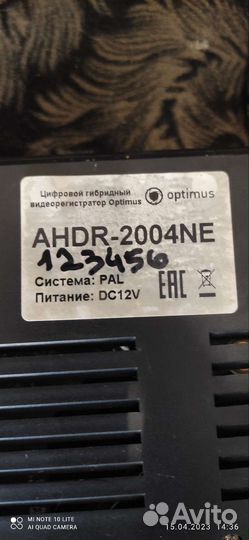 Цифровой гибридный
видеорегистратор Optimus
optimus
AHDR-2004NE
123456
Система: PAL
Питание: DC12V
EAC
MI NOTE 10 LITE
AI QUAD CAMERA
Avito
15.04.2023 14:36